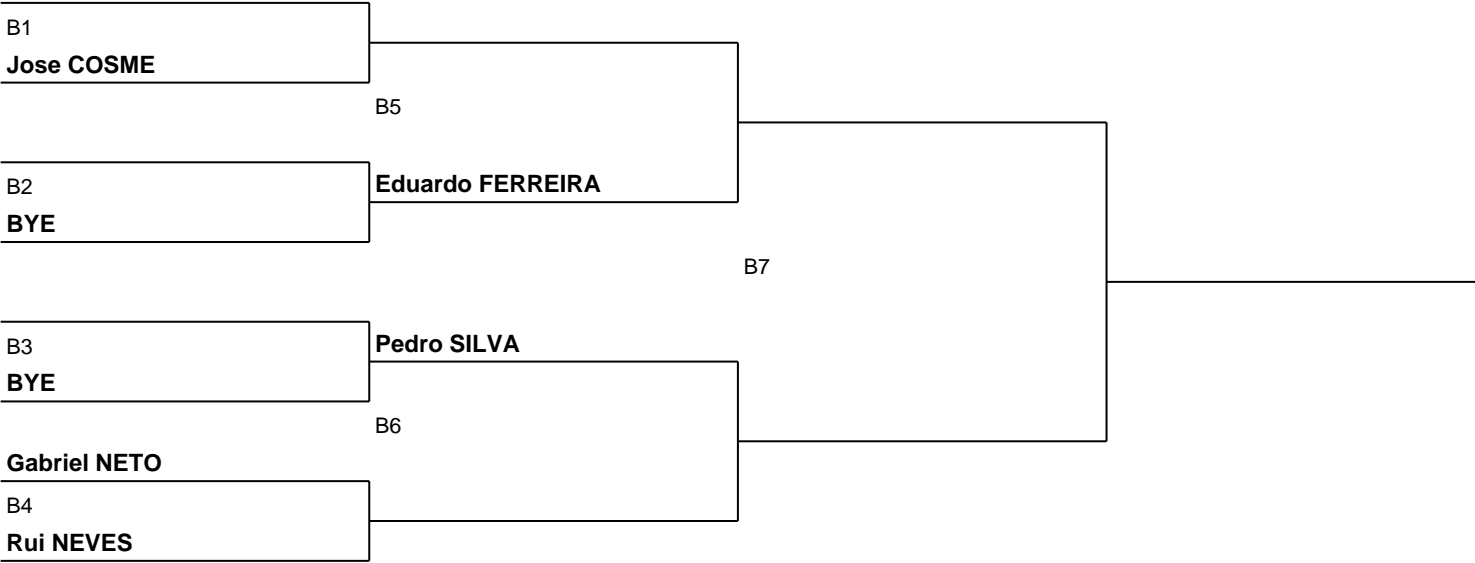 B1
Jose COSME
B5
B2
Eduardo FERREIRA
BYE
B7
B3
Pedro SILVA
BYE
B6
Gabriel NETO
B4
Rui NEVES